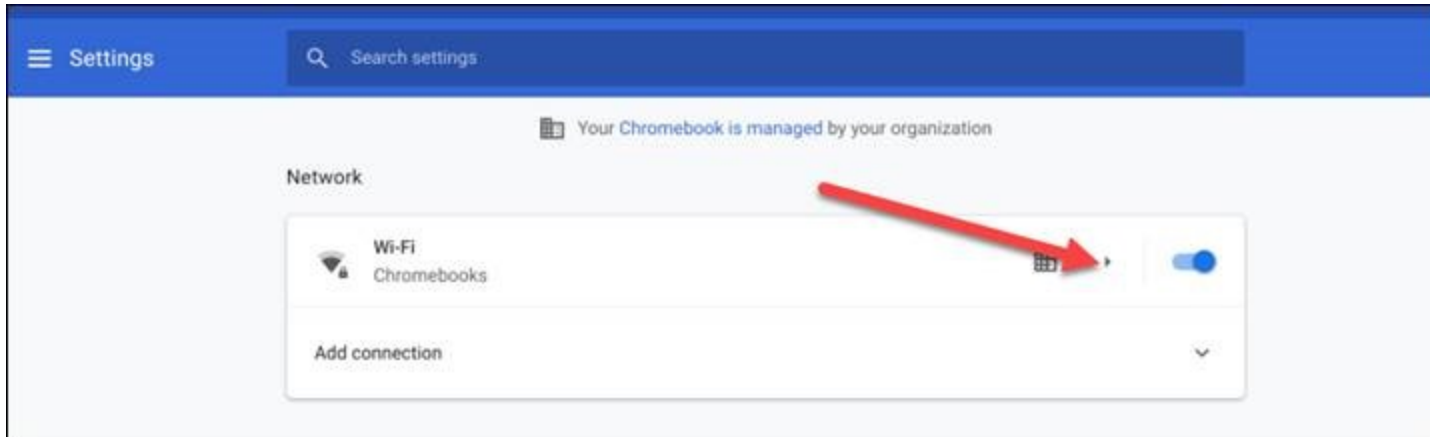 Settings
Search settings
Your Chromebook is managed by your organization
Network
Wi-Fi
Chromebooks
Add connection